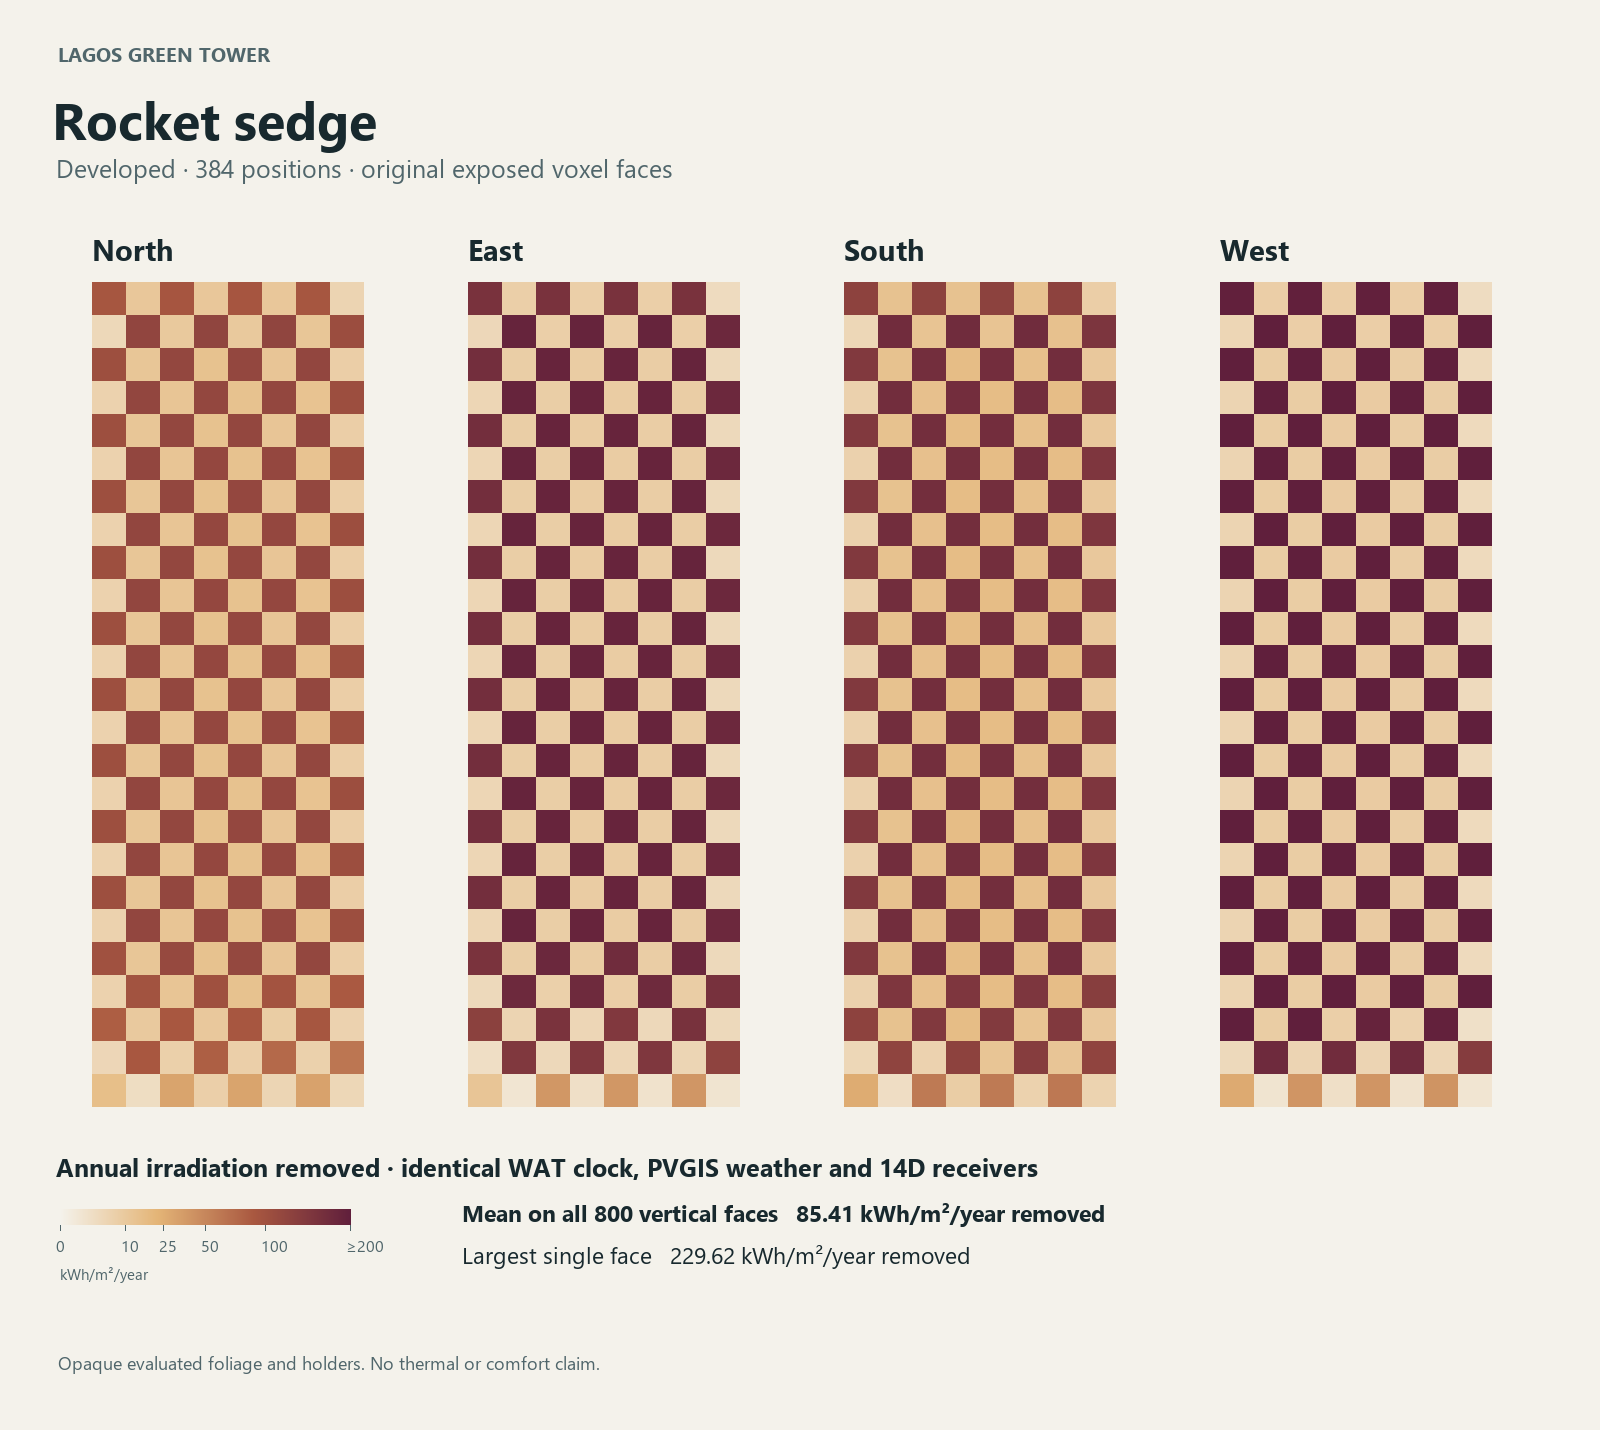 LAGOS GREEN TOWER
Rocket sedge
Developed · 384 positions · original exposed voxel faces
North East South West
Annual irradiation removed · identical WAT clock, PVGIS weather and 14D receivers
Mean on all 800 vertical faces 85.41 kWh/m²/year removed
0 10 25 50 100 ≥200
kWh/m²/year
Largest single face 229.62 kWh/m²/year removed
Opaque evaluated foliage and holders. No thermal or comfort claim.